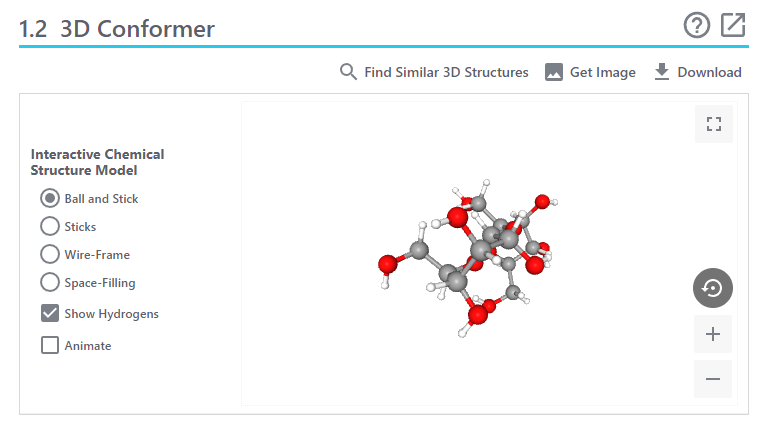 1.2 3D Conformer
Find Similar 3D Structures Get Image Download
Interactive Chemical
Structure Model
Ball and Stick
Sticks
Wire-Frame
Space-Filling
Show Hydrogens
Animate